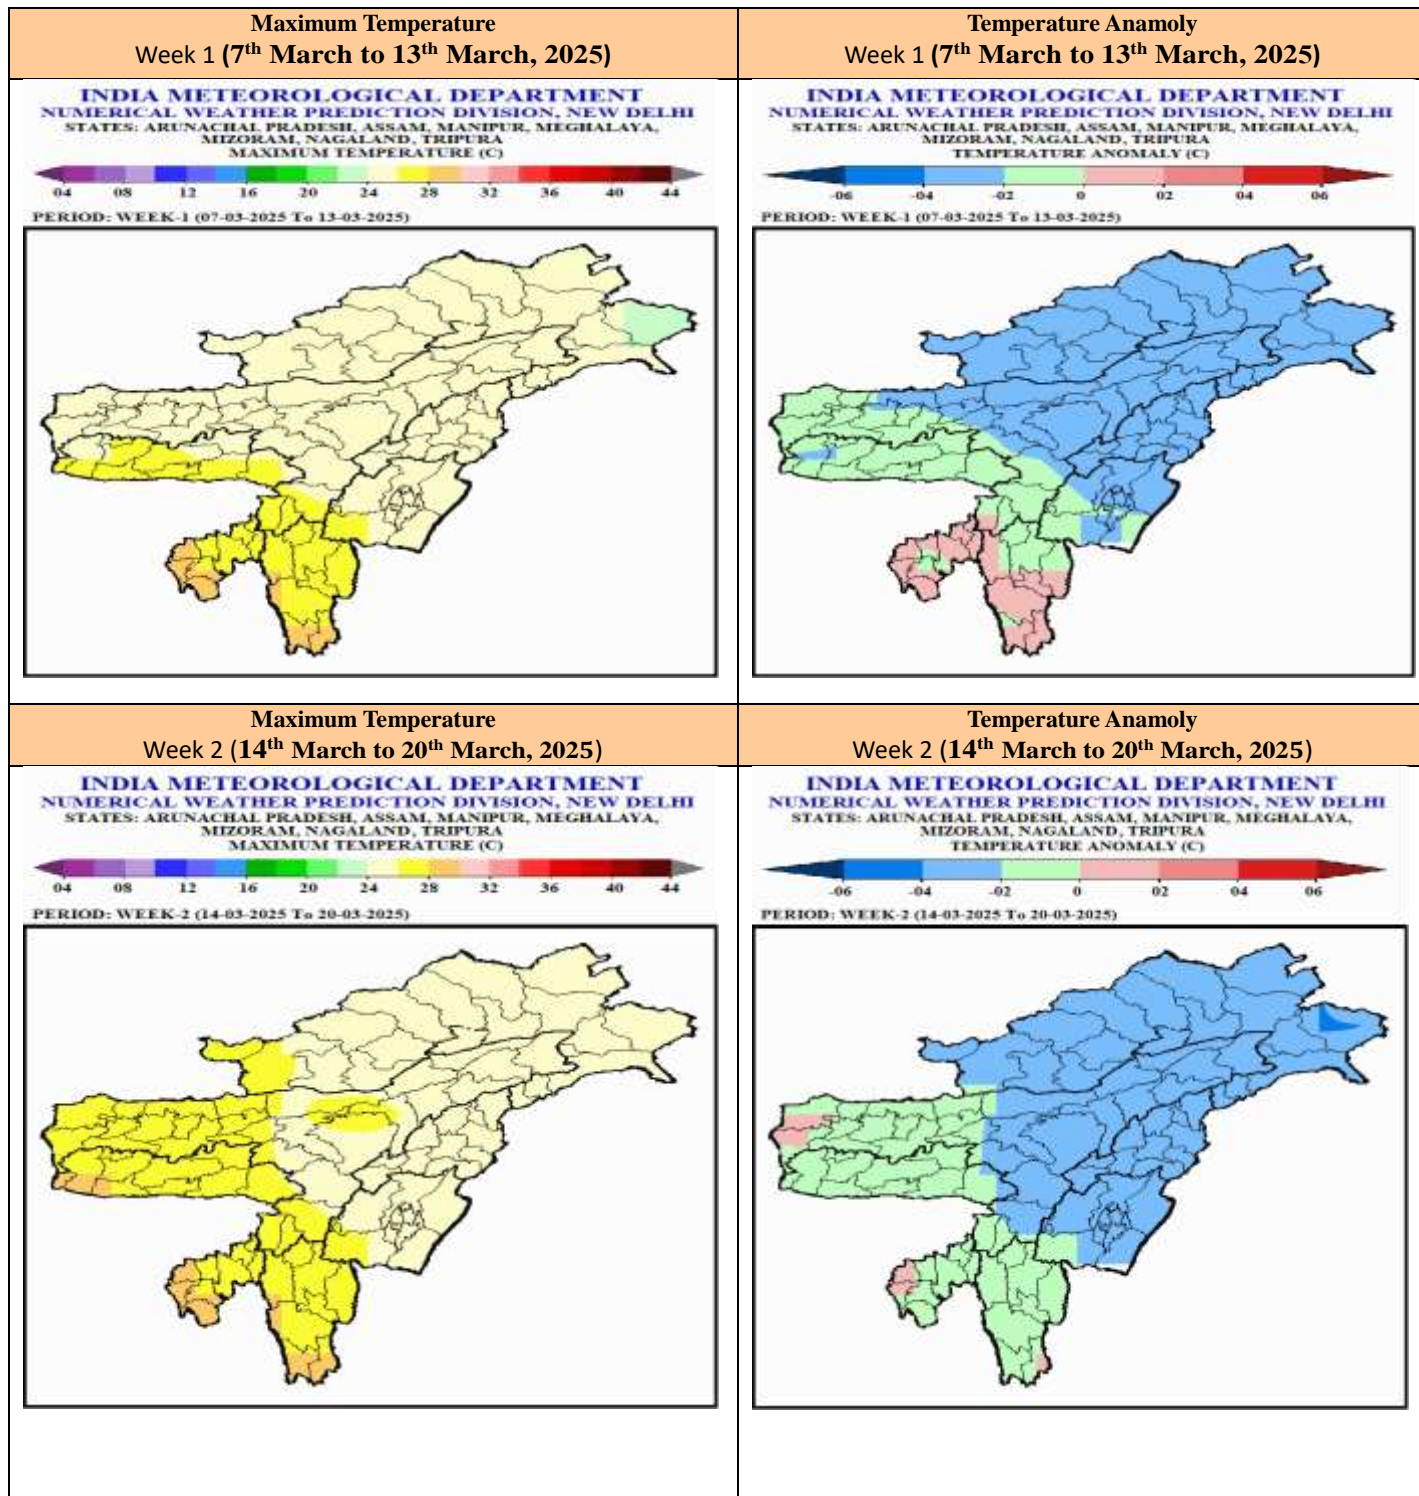 Maximum Temperature
Week 1 (7th March to 13th March, 2025)
INDIA METEOROLOGICAL DEPARTMENT
NUMERICAL WEATHER PREDICTION DIVISION, NEW DELHI
STATES: ARUNACHAL PRADESH, ASSAM, MANIPUR, MEGHALAYA,
MIZORAM, NAGALAND, TRIPURA
MAXIMUM TEMPERATURE (C)
04 08 12 16 20 24 28 32 36 40 44
PERIOD: WEEK-1 (07-03-2025 To 13-03-2025)
Temperature Anamoly
Week 1 (7th March to 13th March, 2025)
INDIA METEOROLOGICAL DEPARTMENT
NUMERICAL WEATHER PREDICTION DIVISION, NEW DELHI
STATES: ARUNACHAL PRADESH, ASSAM, MANIPUR, MEGHALAYA,
MIZORAM, NAGALAND, TRIPURA
TEMPERATURE ANOMALY (C)
-06 -04 -02 0 02 04 06
PERIOD: WEEK-1 (07-03-2025 To 13-03-2025)
Maximum Temperature
Week 2 (14th March to 20th March, 2025)
INDIA METEOROLOGICAL DEPARTMENT
NUMERICAL WEATHER PREDICTION DIVISION, NEW DELHI
STATES: ARUNACHAL PRADESH, ASSAM, MANIPUR, MEGHALAYA,
MIZORAM, NAGALAND, TRIPURA
MAXIMUM TEMPERATURE (C)
04 08 12 16 20 24 28 32 36 40 44
PERIOD: WEEK-2 (14-03-2025 To 20-03-2025)
Temperature Anamoly
Week 2 (14th March to 20th March, 2025)
INDIA METEOROLOGICAL DEPARTMENT
NUMERICAL WEATHER PREDICTION DIVISION, NEW DELHI
STATES: ARUNACHAL PRADESH, ASSAM, MANIPUR, MEGHALAYA,
MIZORAM, NAGALAND, TRIPURA
TEMPERATURE ANOMALY (C)
-06 -04 -02 0 02 04 06
PERIOD: WEEK-2 (14-03-2025 To 20-03-2025)